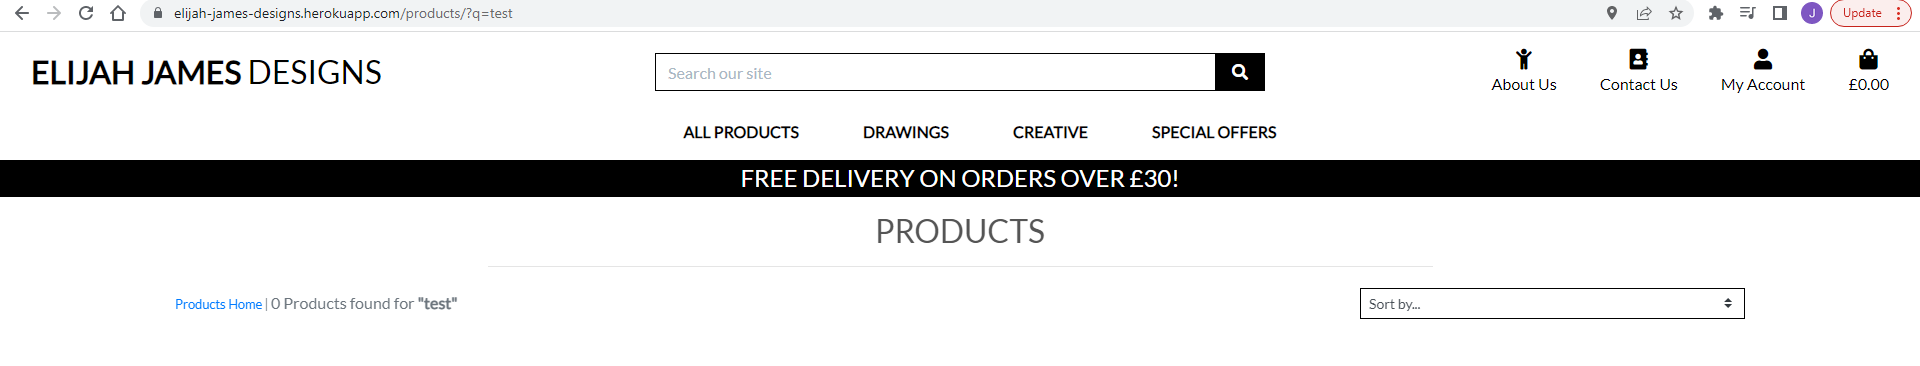 elijah-james-designs.herokuapp.com/products/?q=test
J
Update
ELIJAH JAMES DESIGNS
Search our site
About Us
Contact Us
My Account
£0.00
ALL PRODUCTS
DRAWINGS
CREATIVE
SPECIAL OFFERS
FREE DELIVERY ON ORDERS OVER £30!
PRODUCTS
Products Home | 0 Products found for "test"
Sort by...